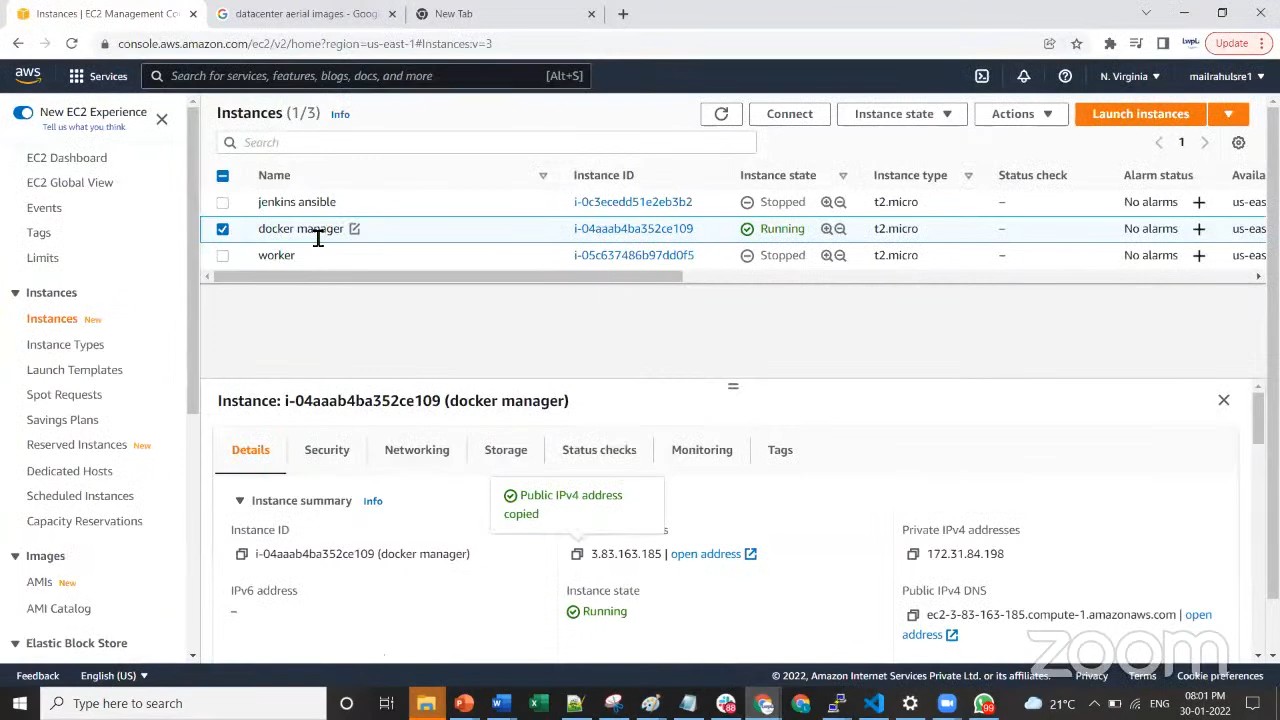 Instances | EC2 Management Co
datacenter aerial images - Goog
New Tab
console.aws.amazon.com/ec2/v2/home?region=us-east-1#Instances:v=3
Update
aws
Services
Search for services, features, blogs, docs, and more
[Alt+S]
N. Virginia
mailrahulsre1
New EC2 Experience
Tell us what you think
EC2 Dashboard
EC2 Global View
Events
Tags
Limits
Instances
Instances New
Instance Types
Launch Templates
Spot Requests
Savings Plans
Reserved Instances New
Dedicated Hosts
Scheduled Instances
Capacity Reservations
Images
AMIs New
AMI Catalog
Elastic Block Store
Instances (1/3) Info
Connect
Instance state
Actions
Launch instances
Search
1
Name Instance ID Instance state Instance type Status check Alarm status Availa
jenkins ansible i-0c3ecedd51e2eb3b2 Stopped t2.micro – No alarms + us-eas
docker manager i-04aaab4ba352ce109 Running t2.micro – No alarms + us-eas
worker i-05c637486b97dd0f5 Stopped t2.micro – No alarms + us-eas
Instance: i-04aaab4ba352ce109 (docker manager)
Details Security Networking Storage Status checks Monitoring Tags
Public IPv4 address
copied
Instance summary Info
Instance ID
i-04aaab4ba352ce109 (docker manager)
3.83.163.185 | open address
Private IPv4 addresses
172.31.84.198
IPv6 address
–
Instance state
Running
Public IPv4 DNS
ec2-3-83-163-185.compute-1.amazonaws.com | open
address
zoom
Feedback
English (US)
© 2022, Amazon Internet Services Private Ltd. or its affiliates.
Privacy
Terms
Cookie preferences
Type here to search
21°C
ENG
08:01 PM
30-01-2022